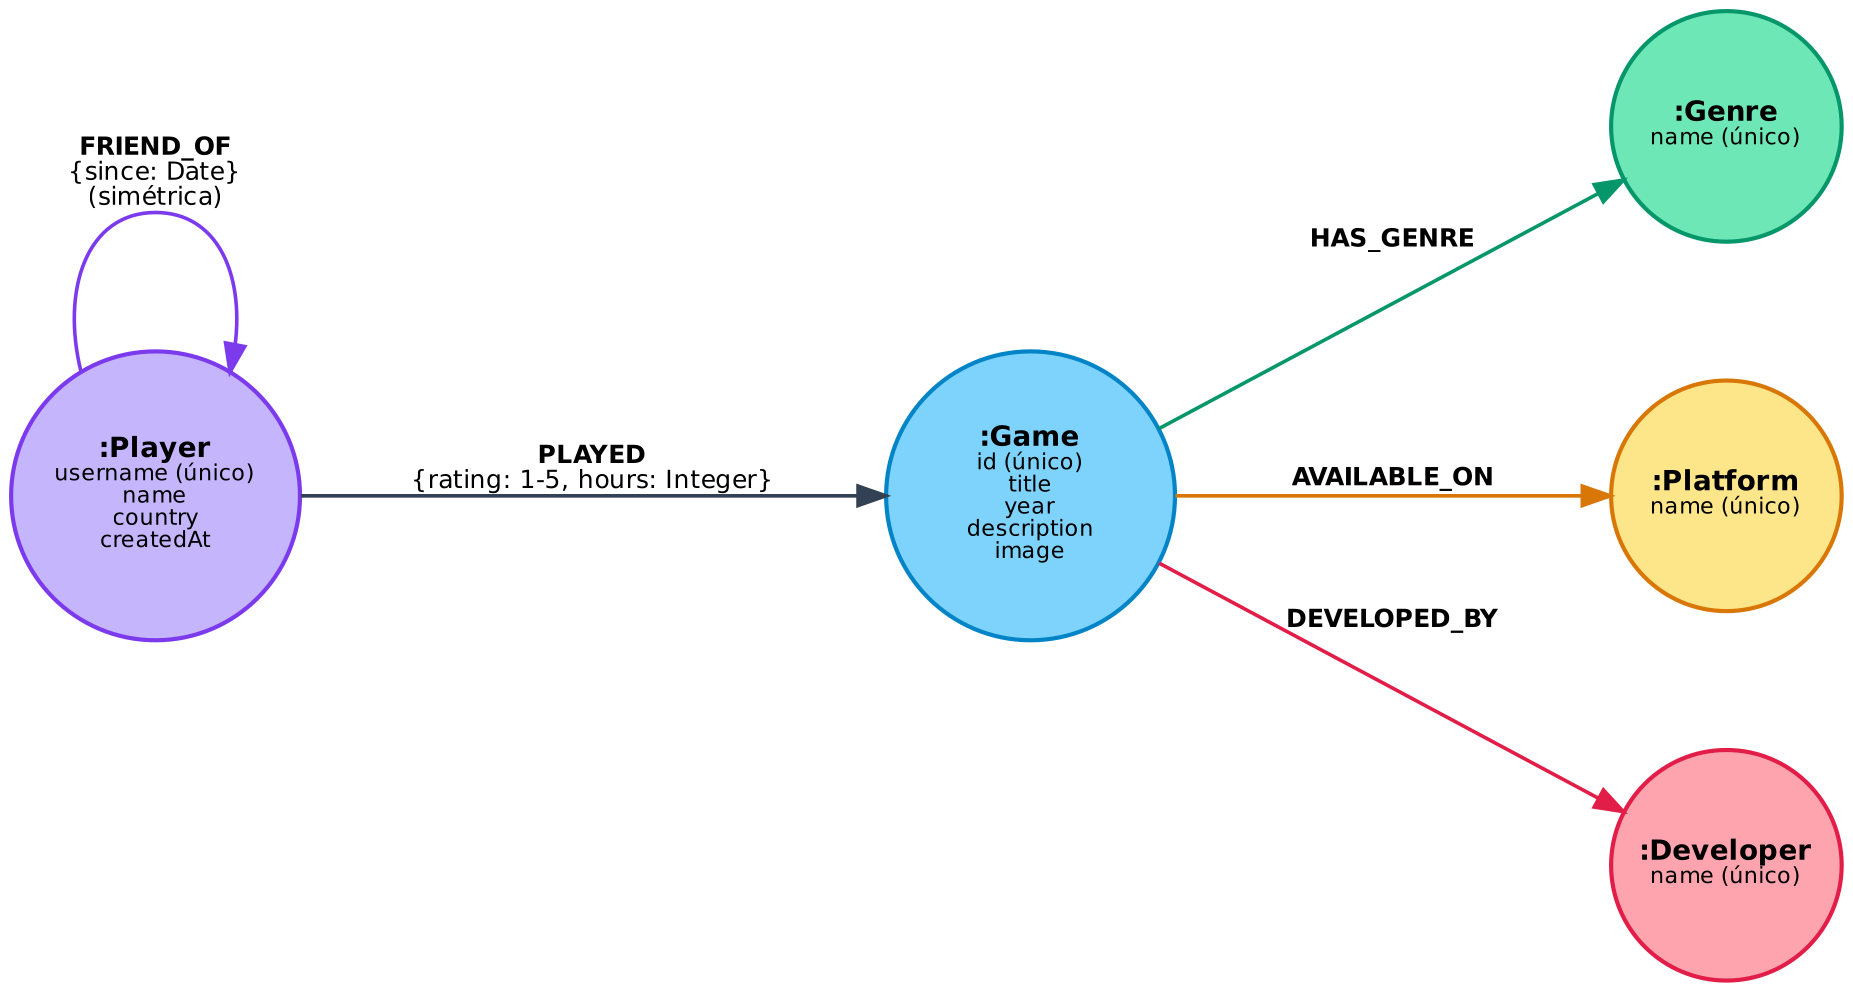 FRIEND_OF
{since: Date}
(simétrica)
:Player
username (único)
name
country
createdAt
PLAYED
{rating: 1-5, hours: Integer}
:Game
id (único)
title
year
description
image
HAS_GENRE
:Genre
name (único)
AVAILABLE_ON
:Platform
name (único)
DEVELOPED_BY
:Developer
name (único)